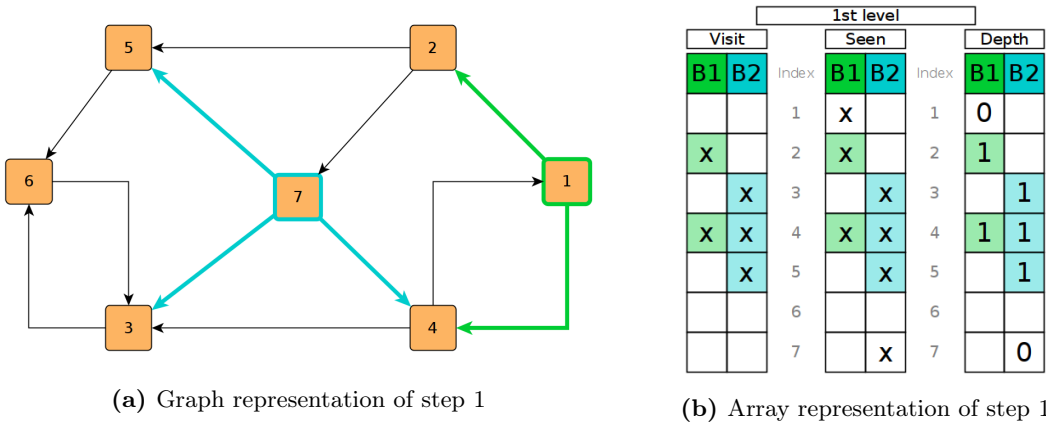 5
2
6
7
1
3
4
(a) Graph representation of step 1
1st level
Visit Seen Depth
B1 B2 Index B1 B2 Index B1 B2
1 x 1 0
x 2 x 2 1
x 3 x 3 1
x x 4 x x 4 1 1
x 5 x 5 1
6 6
7 x 7 0
(b) Array representation of step 1